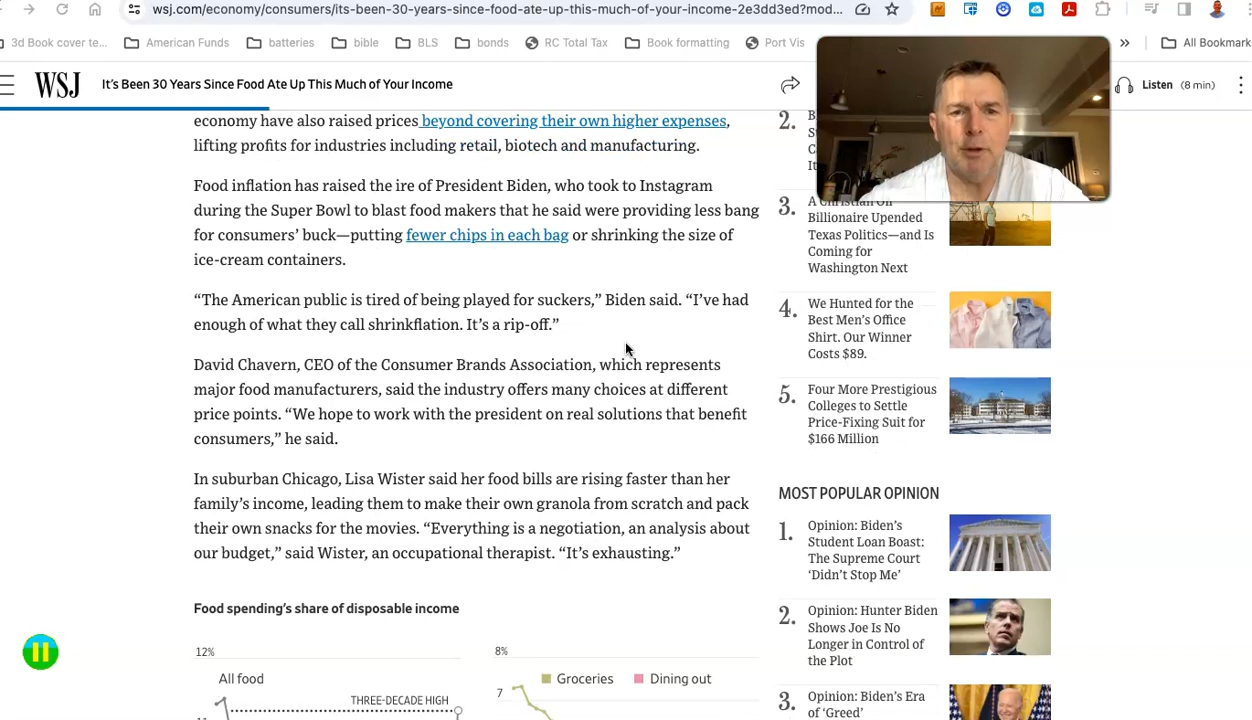 wsj.com/economy/consumers/its-been-30-years-since-food-ate-up-this-much-of-your-income-2e3dd3ed?mod...
3d Book cover te... American Funds batteries bible BLS bonds RC Total Tax Book formatting Port Vis » All Bookmark
WSJ It's Been 30 Years Since Food Ate Up This Much of Your Income Listen (8 min)
economy have also raised prices beyond covering their own higher expenses,
lifting profits for industries including retail, biotech and manufacturing.
Food inflation has raised the ire of President Biden, who took to Instagram
during the Super Bowl to blast food makers that he said were providing less bang
for consumers' buck—putting fewer chips in each bag or shrinking the size of
ice-cream containers.
“The American public is tired of being played for suckers,” Biden said. “I've had
enough of what they call shrinkflation. It's a rip-off.”
David Chavern, CEO of the Consumer Brands Association, which represents
major food manufacturers, said the industry offers many choices at different
price points. “We hope to work with the president on real solutions that benefit
consumers,” he said.
In suburban Chicago, Lisa Wister said her food bills are rising faster than her
family's income, leading them to make their own granola from scratch and pack
their own snacks for the movies. “Everything is a negotiation, an analysis about
our budget,” said Wister, an occupational therapist. “It's exhausting.”
Food spending's share of disposable income
12%
All food
THREE-DECADE HIGH
8%
Groceries Dining out
7
2.
3. A Christian Oil
Billionaire Upended
Texas Politics—and Is
Coming for
Washington Next
4. We Hunted for the
Best Men's Office
Shirt. Our Winner
Costs $89.
5. Four More Prestigious
Colleges to Settle
Price-Fixing Suit for
$166 Million
MOST POPULAR OPINION
1. Opinion: Biden's
Student Loan Boast:
The Supreme Court
‘Didn't Stop Me’
2. Opinion: Hunter Biden
Shows Joe Is No
Longer in Control of
the Plot
3. Opinion: Biden's Era
of ‘Greed’